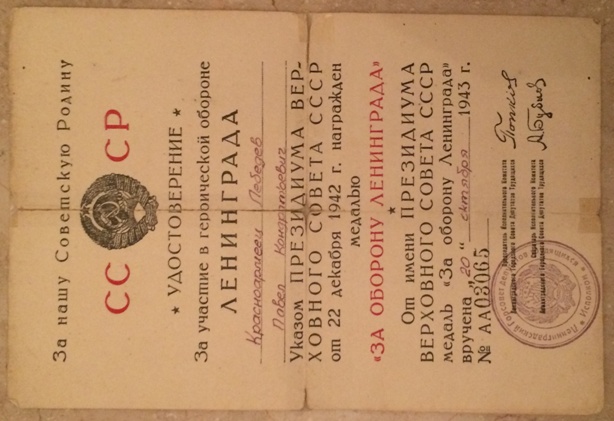 За нашу Советскую Родину
СС СР
★ УДОСТОВЕРЕНИЕ ★
За участие в героической обороне
ЛЕНИНГРАДА
Красноармеец Лебедев
Павел
Указом ПРЕЗИДИУМА ВЕР-
ХОВНОГО СОВЕТА СССР
от 22 декабря 1942 г. награжден
медалью
«ЗА ОБОРОНУ ЛЕНИНГРАДА»
★
От имени ПРЕЗИДИУМА
ВЕРХОВНОГО СОВЕТА СССР
медаль «За оборону Ленинграда»
вручена „20“ октября 1943 г.
№ АА02065